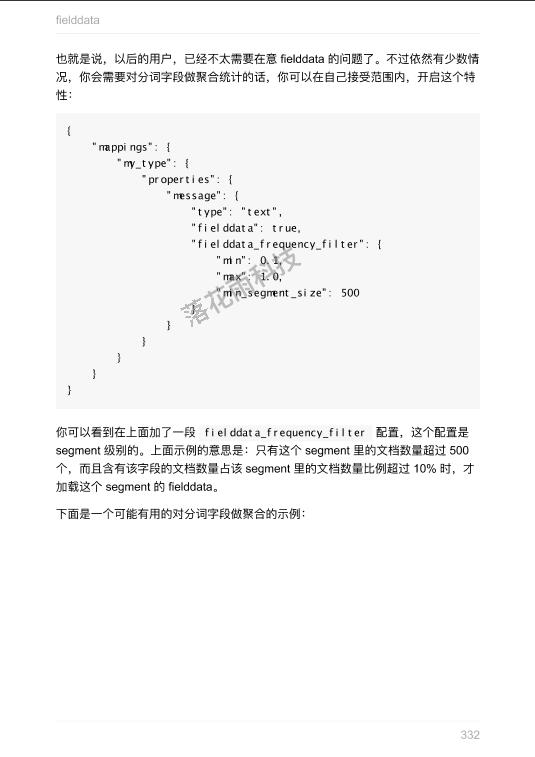 fielddata
也就是说，以后的用户，已经不太需要在意 fielddata 的问题了。不过依然有少数情
况，你会需要对分词字段做聚合统计的话，你可以在自己接受范围内，开启这个特
性：
{
    "mappings": {
        "my_type": {
            "properties": {
                "message": {
                    "type": "text",
                    "fielddata": true,
                    "fielddata_frequency_filter": {
                        "min": 0.1,
                        "max": 1.0,
                        "min_segment_size": 500
                    }
                }
            }
        }
    }
}
落花雨科技
你可以看到在上面加了一段 fielddata_frequency_filter 配置，这个配置是
segment 级别的。上面示例的意思是：只有这个 segment 里的文档数量超过 500
个，而且含有该字段的文档数量占该 segment 里的文档数量比例超过 10% 时，才
加载这个 segment 的 fielddata。
下面是一个可能有用的对分词字段做聚合的示例：
332